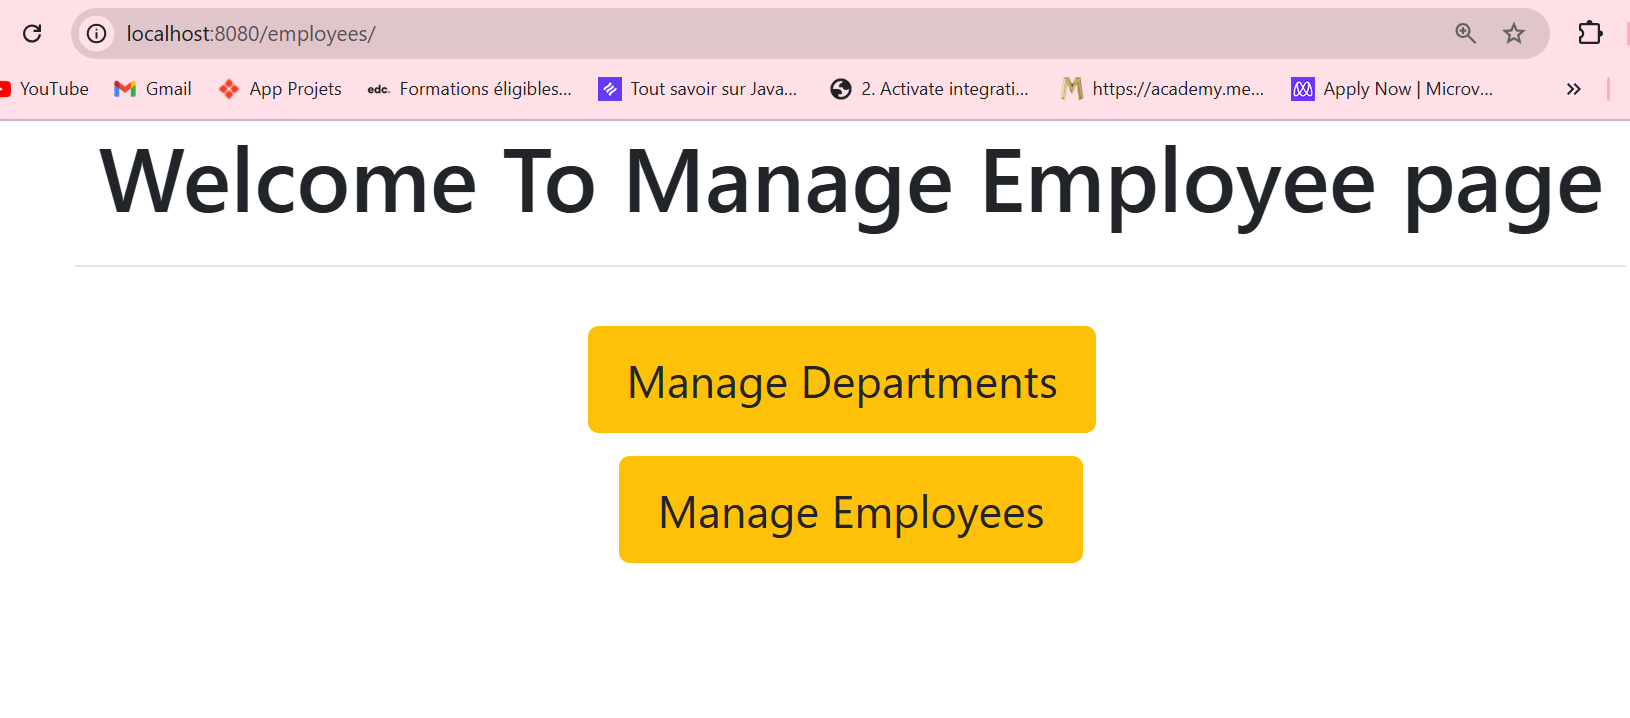 localhost:8080/employees/
YouTube Gmail App Projets edc. Formations éligibles... Tout savoir sur Java... 2. Activate integrati... M https://academy.me... Apply Now | Microv... »
Welcome To Manage Employee page
Manage Departments
Manage Employees